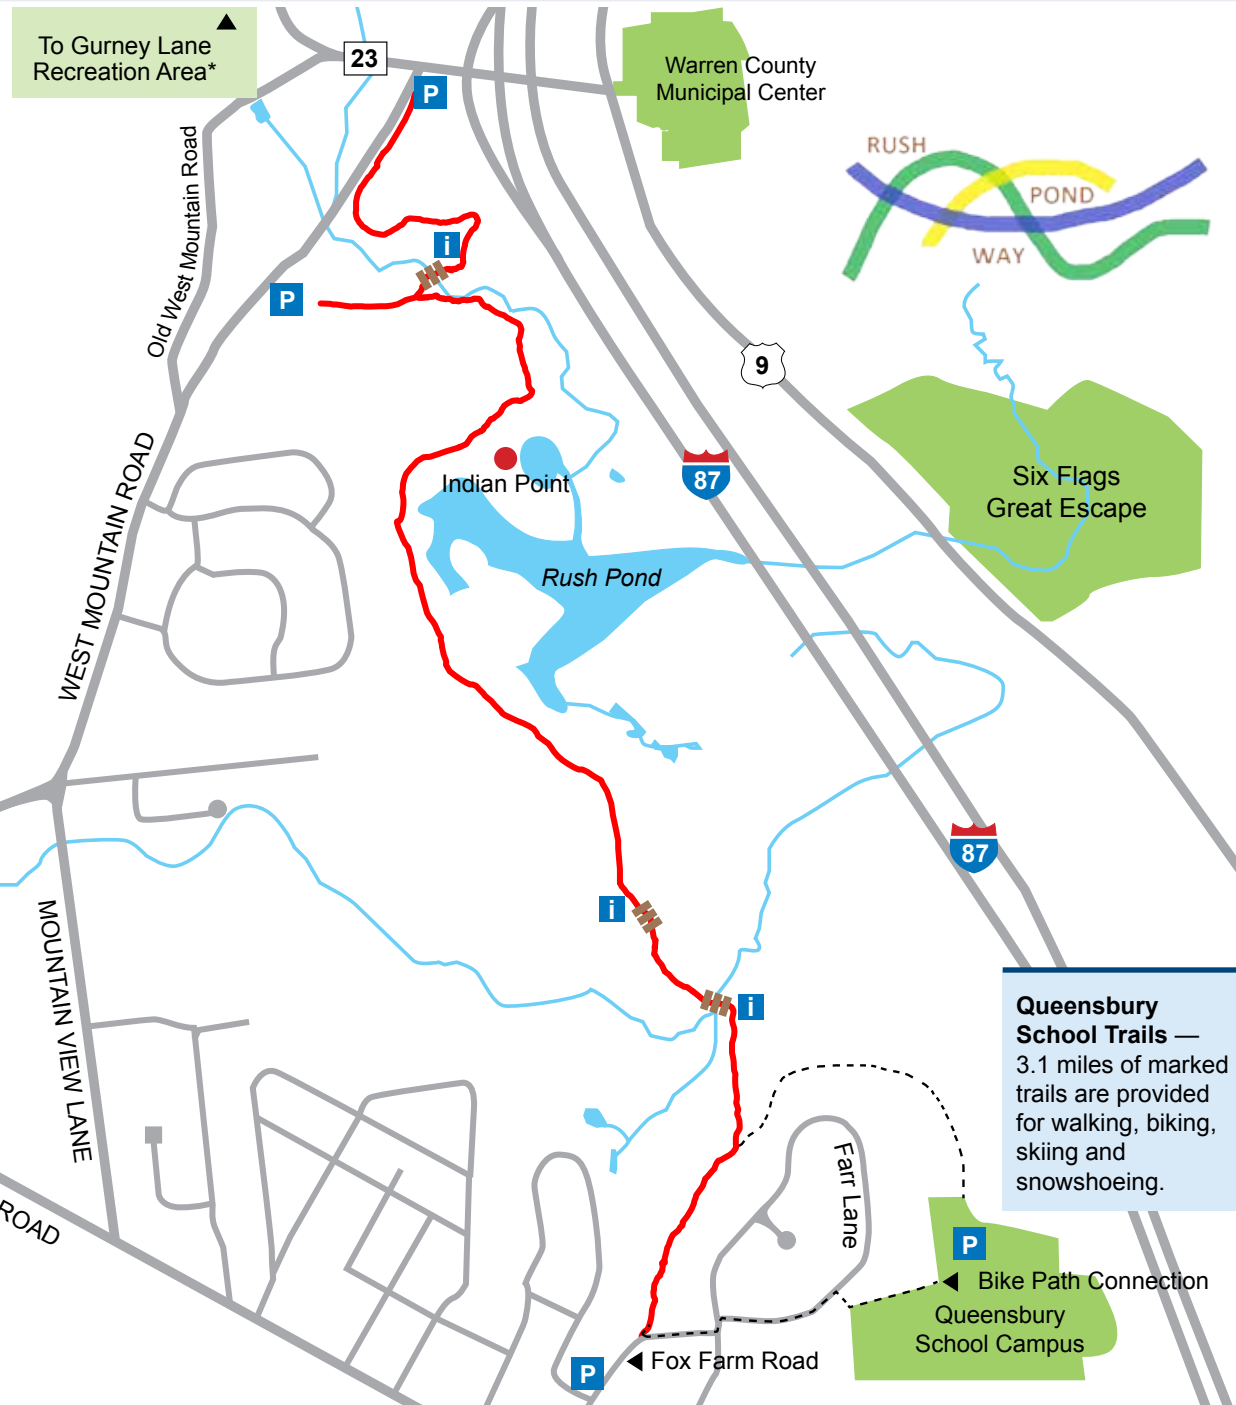 To Gurney Lane
Recreation Area*
23
P
Warren County
Municipal Center
RUSH
POND
WAY
Old West Mountain Road
i
P
9
87
Indian Point
Six Flags
Great Escape
WEST MOUNTAIN ROAD
Rush Pond
87
MOUNTAIN VIEW LANE
i
i
Queensbury
School Trails —
3.1 miles of marked
trails are provided
for walking, biking,
skiing and
snowshoeing.
Farr Lane
ROAD
P
Bike Path Connection
Queensbury
School Campus
Fox Farm Road
P